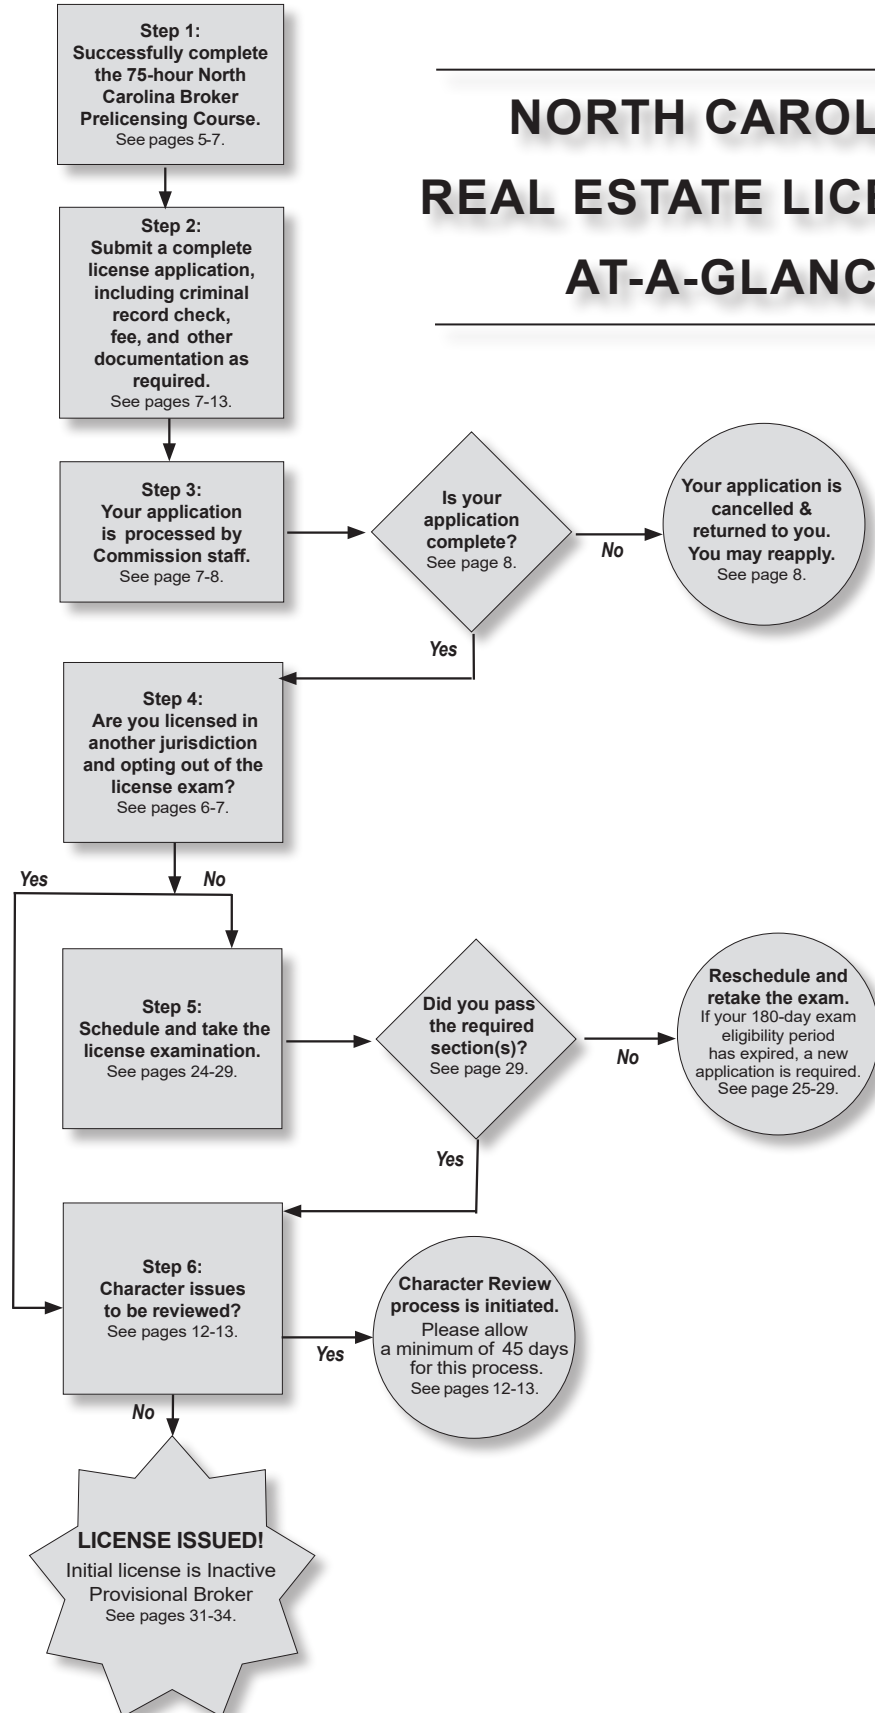 Step 1:
Successfully complete
the 75-hour North
Carolina Broker
Prelicensing Course.
See pages 5-7.
NORTH CAROL
REAL ESTATE LICE
AT-A-GLANC
Step 2:
Submit a complete
license application,
including criminal
record check,
fee, and other
documentation as
required.
See pages 7-13.
Step 3:
Your application
is processed by
Commission staff.
See page 7-8.
Is your
application
complete?
See page 8.
No
Your application is
cancelled &
returned to you.
You may reapply.
See page 8.
Yes
Step 4:
Are you licensed in
another jurisdiction
and opting out of the
license exam?
See pages 6-7.
Yes
No
Step 5:
Schedule and take the
license examination.
See pages 24-29.
Did you pass
the required
section(s)?
See page 29.
No
Reschedule and
retake the exam.
If your 180-day exam
eligibility period
has expired, a new
application is required.
See page 25-29.
Yes
Step 6:
Character issues
to be reviewed?
See pages 12-13.
Yes
Character Review
process is initiated.
Please allow
a minimum of 45 days
for this process.
See pages 12-13.
No
LICENSE ISSUED!
Initial license is Inactive
Provisional Broker
See pages 31-34.